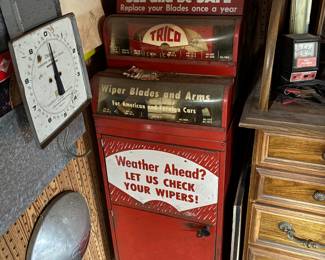 Replace your Blades once a year
TRICO
Wiper Blades and Arms
For American and Foreign Cars
Weather Ahead?
LET US CHECK
YOUR WIPERS!